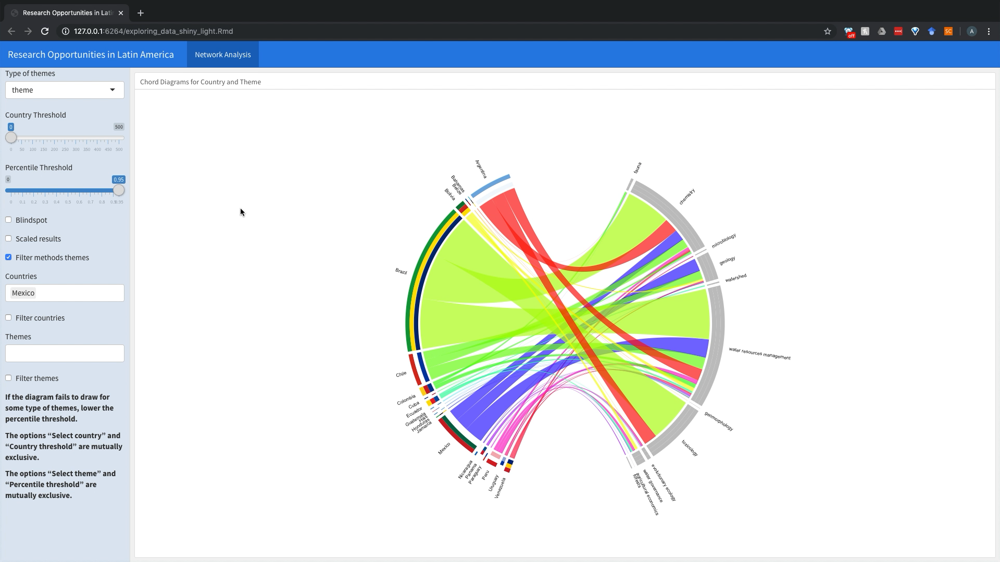 Research Opportunities in Lati
127.0.0.1:6264/exploring_data_shiny_light.Rmd
off
SC
A
Research Opportunities in Latin America
Network Analysis
Type of themes
theme
Country Threshold
0
500
0 50 100 150 200 250 300 350 400 450 500
Percentile Threshold
0
0.95
0 0.1 0.2 0.3 0.4 0.5 0.6 0.7 0.8 0.95
Blindspot
Scaled results
Filter methods themes
Countries
Mexico
Filter countries
Themes
Filter themes
If the diagram fails to draw for
some type of themes, lower the
percentile threshold.
The options “Select country” and
“Country threshold” are mutually
exclusive.
The options “Select theme” and
“Percentile threshold” are
mutually exclusive.
Chord Diagrams for Country and Theme
Argentina
Bahamas
Belize
Bolivia
Brazil
Chile
Colombia
Cuba
Ecuador
Guatemala
Haiti
Honduras
Jamaica
Mexico
Nicaragua
Panama
Paraguay
Peru
Uruguay
Venezuela
fauna
chemistry
microbiology
geology
watershed
water resources management
geomorphology
toxicology
evolutionary ecology
water governance
agricultural economics
forests